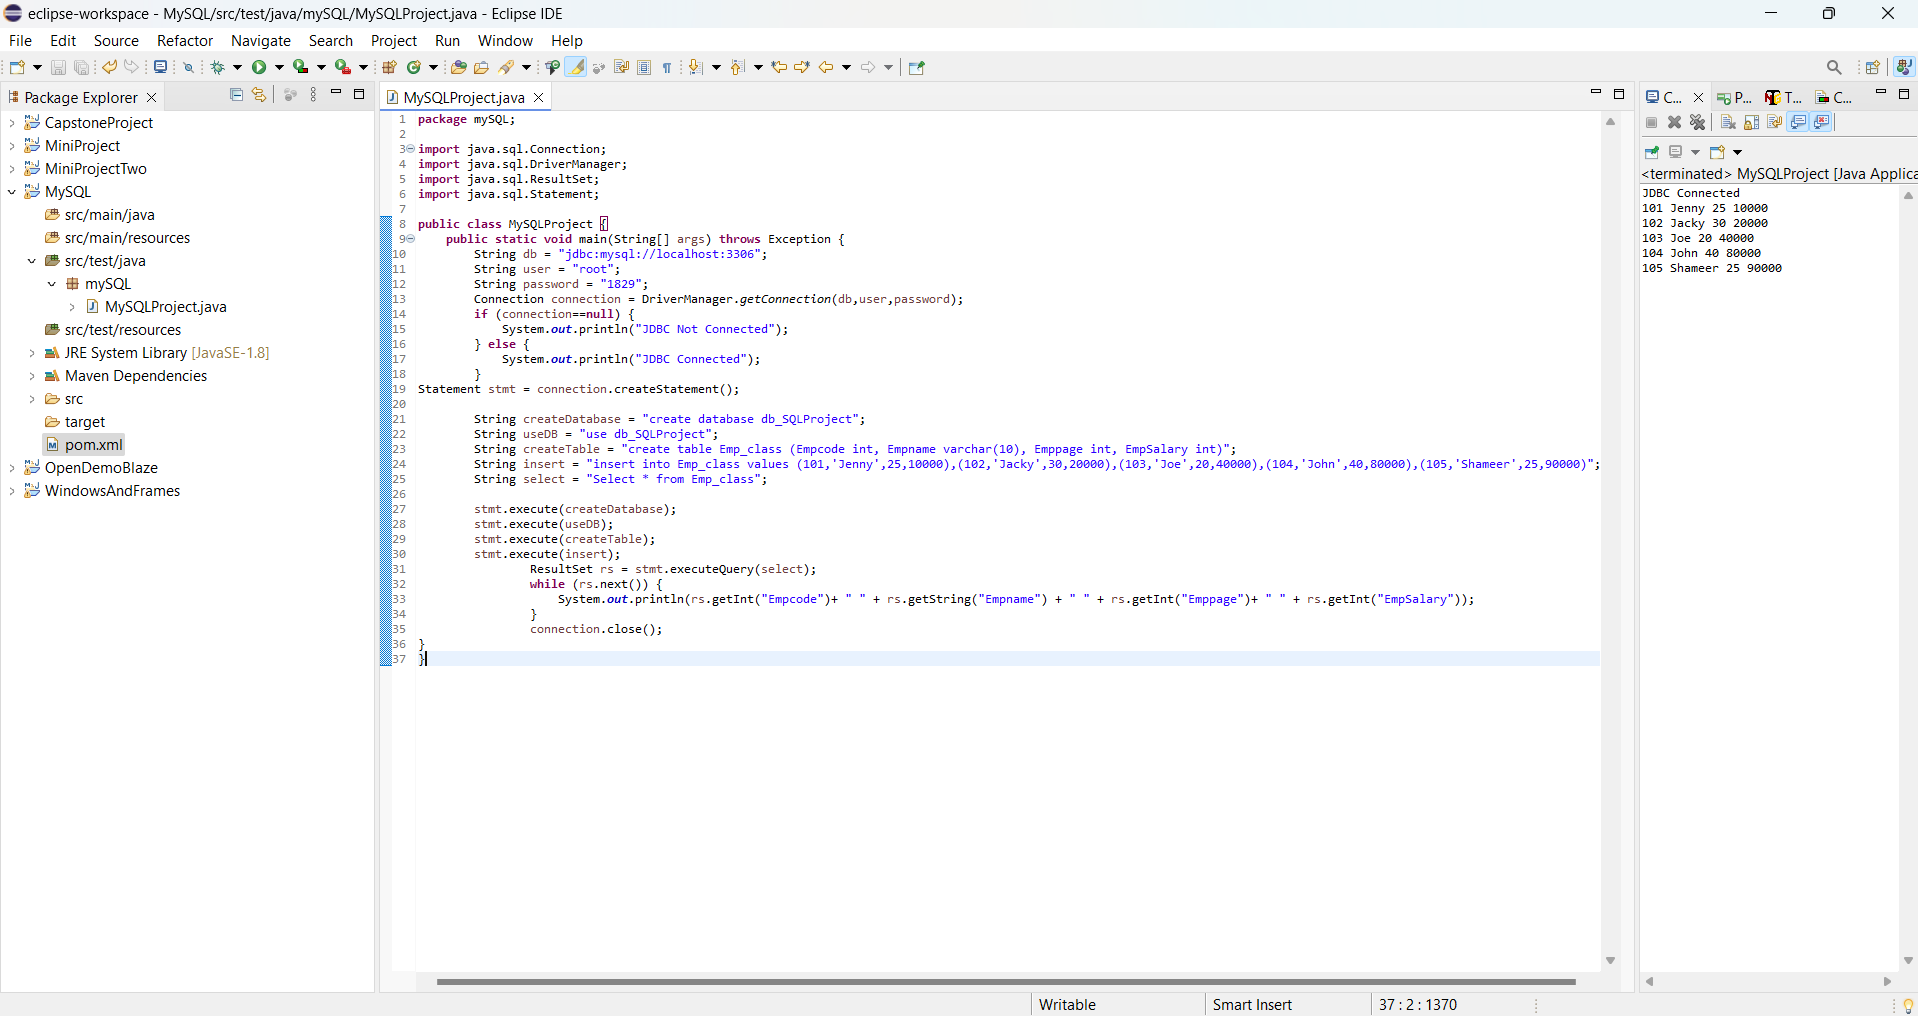 eclipse-workspace - MySQL/src/test/java/mySQL/MySQLProject.java - Eclipse IDE
File Edit Source Refactor Navigate Search Project Run Window Help
Package Explorer
CapstoneProject
MiniProject
MiniProjectTwo
MySQL
src/main/java
src/main/resources
src/test/java
mySQL
MySQLProject.java
src/test/resources
JRE System Library [JavaSE-1.8]
Maven Dependencies
src
target
pom.xml
OpenDemoBlaze
WindowsAndFrames
MySQLProject.java
1 package mySQL;
2
3 import java.sql.Connection;
4 import java.sql.DriverManager;
5 import java.sql.ResultSet;
6 import java.sql.Statement;
7
8 public class MySQLProject {
9 public static void main(String[] args) throws Exception {
10 String db = "jdbc:mysql://localhost:3306";
11 String user = "root";
12 String password = "1829";
13 Connection connection = DriverManager.getConnection(db,user,password);
14 if (connection==null) {
15 System.out.println("JDBC Not Connected");
16 } else {
17 System.out.println("JDBC Connected");
18 }
19 Statement stmt = connection.createStatement();
20
21 String createDatabase = "create database db_SQLProject";
22 String useDB = "use db_SQLProject";
23 String createTable = "create table Emp_class (Empcode int, Empname varchar(10), Emppage int, EmpSalary int)";
24 String insert = "insert into Emp_class values (101,'Jenny',25,10000),(102,'Jacky',30,20000),(103,'Joe',20,40000),(104,'John',40,80000),(105,'Shameer',25,90000)";
25 String select = "Select * from Emp_class";
26
27 stmt.execute(createDatabase);
28 stmt.execute(useDB);
29 stmt.execute(createTable);
30 stmt.execute(insert);
31 ResultSet rs = stmt.executeQuery(select);
32 while (rs.next()) {
33 System.out.println(rs.getInt("Empcode")+ " " + rs.getString("Empname") + " " + rs.getInt("Emppage")+ " " + rs.getInt("EmpSalary"));
34 }
35 connection.close();
36 }
37 }
C... P... T... C...
<terminated> MySQLProject [Java Applica
JDBC Connected
101 Jenny 25 10000
102 Jacky 30 20000
103 Joe 20 40000
104 John 40 80000
105 Shameer 25 90000
Writable Smart Insert 37 : 2 : 1370